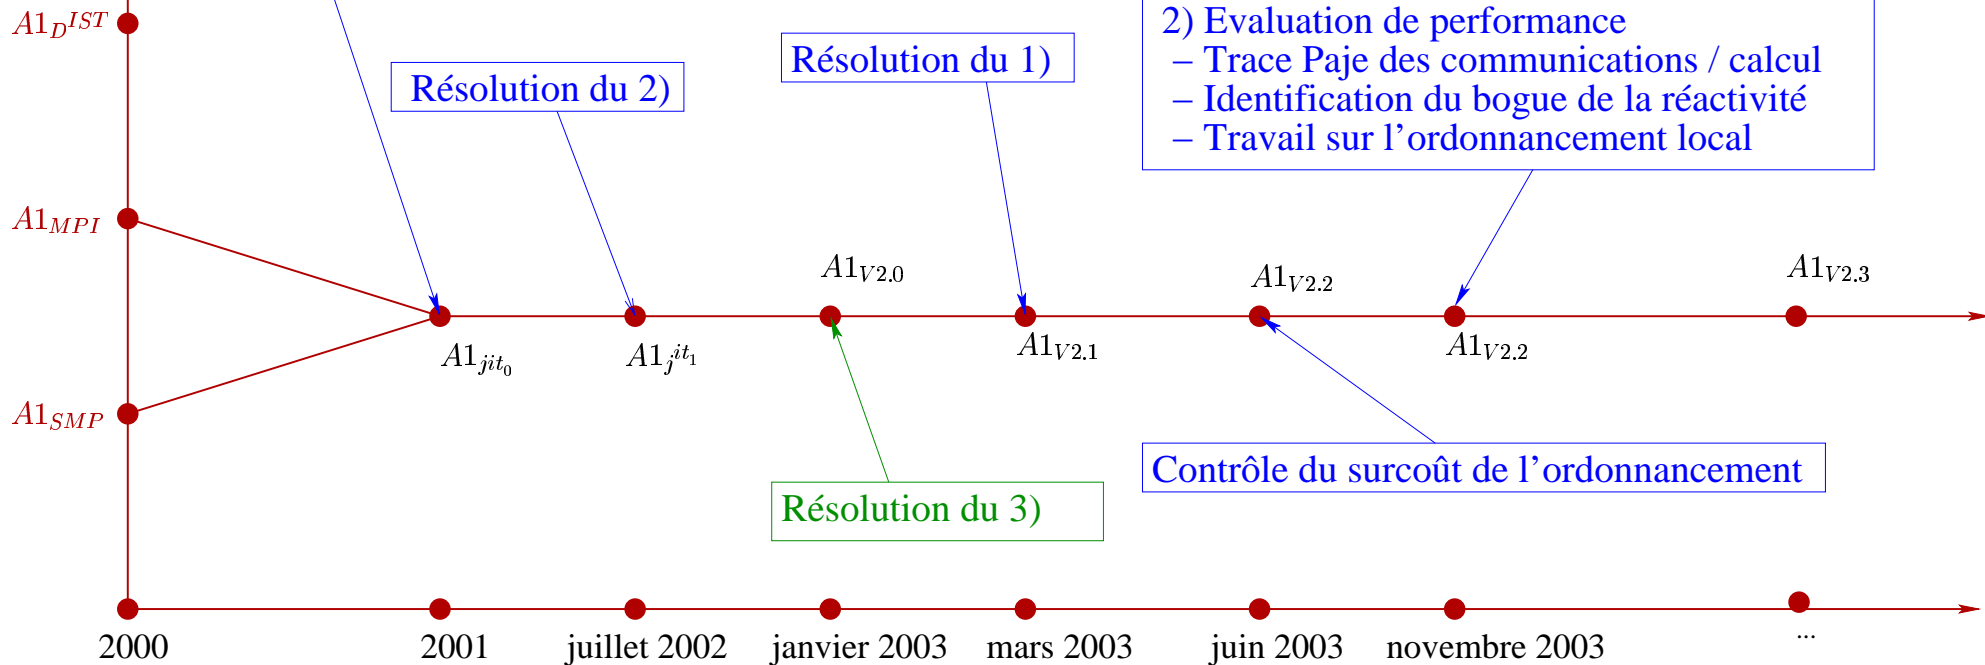 A1_D^IST
2) Evaluation de performance
– Trace Paje des communications / calcul
– Identification du bogue de la réactivité
– Travail sur l'ordonnancement local
Résolution du 1)
Résolution du 2)
A1_MPI
A1_V2.0
A1_V2.2
A1_V2.3
A1_jit_0
A1_j^it_1
A1_V2.1
A1_V2.2
A1_SMP
Contrôle du surcoût de l'ordonnancement
Résolution du 3)
2000
2001
juillet 2002
janvier 2003
mars 2003
juin 2003
novembre 2003
...